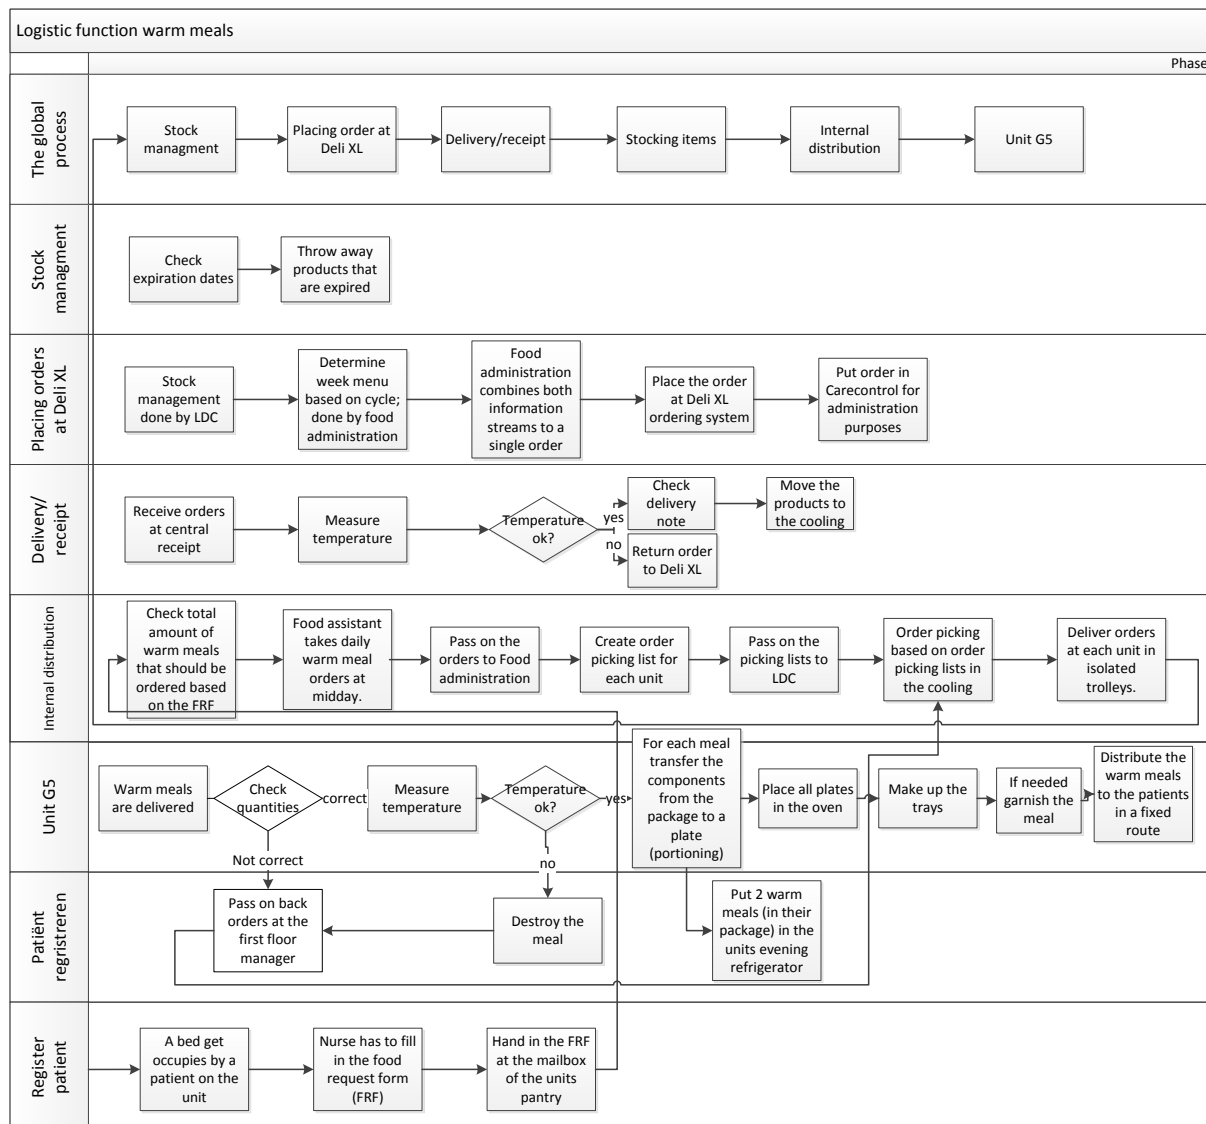 Logistic function warm meals
Phase
The global
process
Stock
managment
Placing order at
Deli XL
Delivery/receipt
Stocking items
Internal
distribution
Unit G5
Stock
managment
Check
expiration dates
Throw away
products that
are expired
Placing orders
at Deli XL
Stock
management
done by LDC
Determine
week menu
based on cycle;
done by food
administration
Food
administration
combines both
information
streams to a
single order
Place the order
at Deli XL
ordering system
Put order in
Carecontrol for
administration
purposes
Delivery/
receipt
Receive orders
at central
receipt
Measure
temperature
Temperature
ok?
yes
no
Check
delivery
note
Return order
to Deli XL
Move the
products to
the cooling
Internal distribution
Check total
amount of
warm meals
that should be
ordered based
on the FRF
Food assistant
takes daily
warm meal
orders at
midday.
Pass on the
orders to Food
administration
Create order
picking list for
each unit
Pass on the
picking lists to
LDC
Order picking
based on order
picking lists in
the cooling
Deliver orders
at each unit in
isolated
trolleys.
Unit G5
Warm meals
are delivered
Check
quantities
correct
Not correct
Measure
temperature
Temperature
ok?
yes
no
For each meal
transfer the
components
from the
package to a
plate
(portioning)
Place all plates
in the oven
Make up the
trays
If needed
garnish the
meal
Distribute the
warm meals
to the patients
in a fixed
route
Patiënt
regristreren
Pass on back
orders at the
first floor
manager
Destroy the
meal
Put 2 warm
meals (in their
package) in the
units evening
refrigerator
Register
patient
A bed get
occupies by a
patient on the
unit
Nurse has to fill
in the food
request form
(FRF)
Hand in the FRF
at the mailbox
of the units
pantry